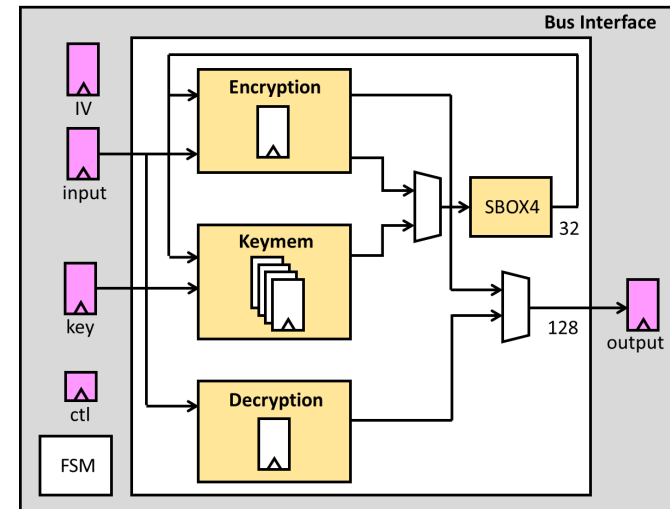 Bus Interface
IV
input
key
ctl
FSM
Encryption
Keymem
Decryption
SBOX4
32
128
output